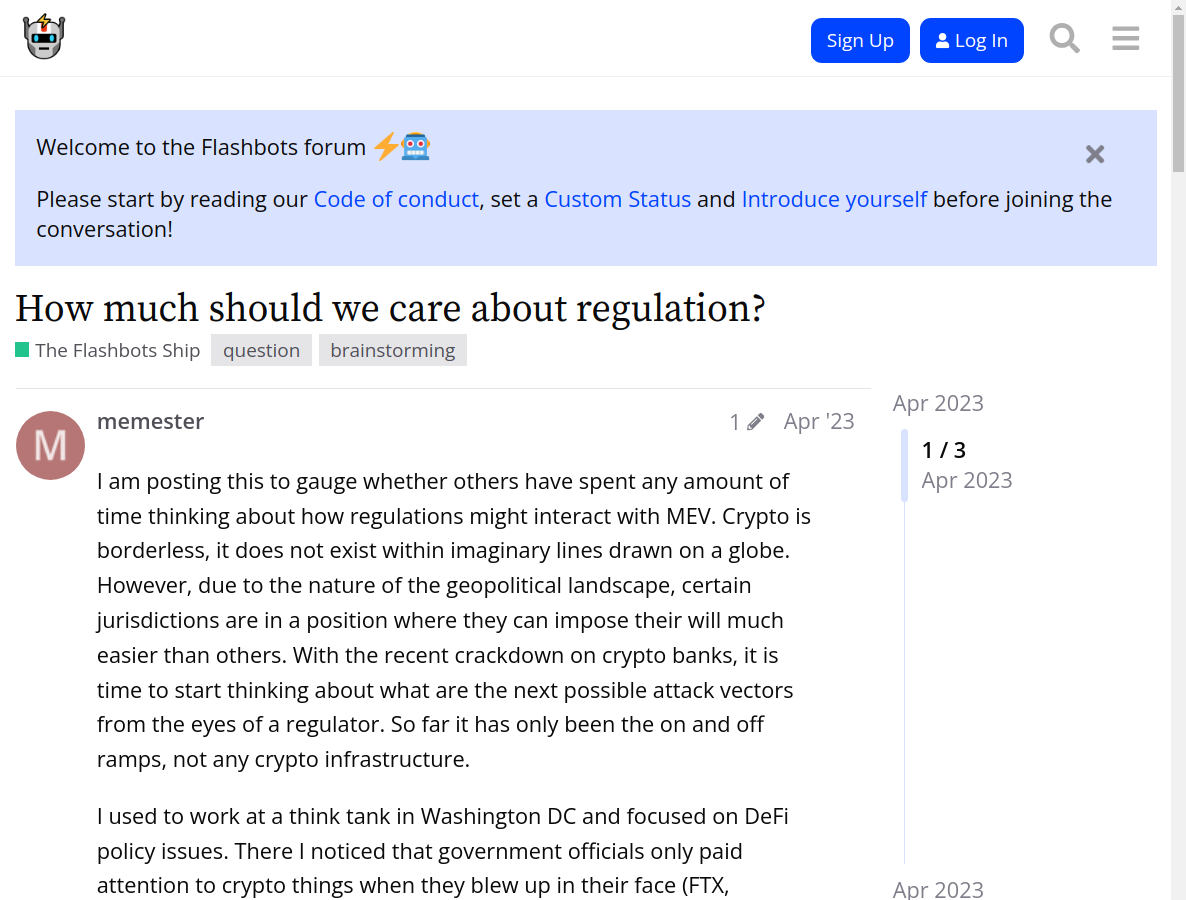 Sign Up
Log In
Welcome to the Flashbots forum
Please start by reading our Code of conduct, set a Custom Status and Introduce yourself before joining the
conversation!
How much should we care about regulation?
The Flashbots Ship question brainstorming
M
memester 1 Apr '23
I am posting this to gauge whether others have spent any amount of
time thinking about how regulations might interact with MEV. Crypto is
borderless, it does not exist within imaginary lines drawn on a globe.
However, due to the nature of the geopolitical landscape, certain
jurisdictions are in a position where they can impose their will much
easier than others. With the recent crackdown on crypto banks, it is
time to start thinking about what are the next possible attack vectors
from the eyes of a regulator. So far it has only been the on and off
ramps, not any crypto infrastructure.
I used to work at a think tank in Washington DC and focused on DeFi
policy issues. There I noticed that government officials only paid
attention to crypto things when they blew up in their face (FTX,
Apr 2023
1 / 3
Apr 2023
Apr 2023